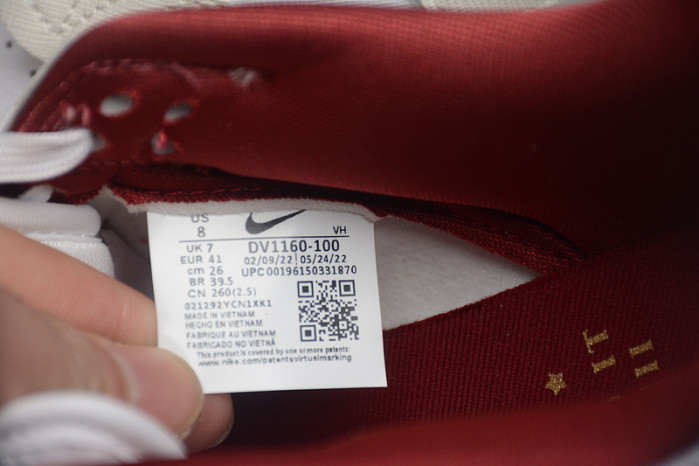 US
8
VH
UK 7
DV1160-100
EUR 41
02/09/22 05/24/22
cm 26
UPC00196150331870
BR 39.5
CN 260(2.5)
021292YCN1XK1
MADE IN VIETNAM
HECHO EN VIETNAM
FABRIQUE AU VIETNAM
FABRICADO NO VIETNÃ
This product is covered by one or more patents:
www.nike.com/patentsvirtualmarking